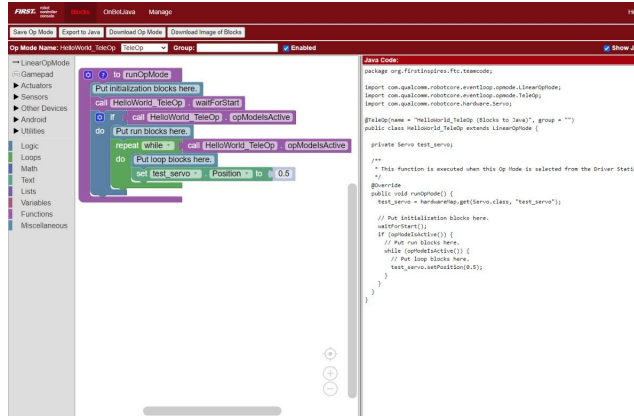 FIRST. robot controller console
Blocks OnBotJava Manage He
Save Op Mode Export to Java Download Op Mode Download Image of Blocks
Op Mode Name: HelloWorld_TeleOp TeleOp Group: Enabled Show J
LinearOpMode
Gamepad
Actuators
Sensors
Other Devices
Android
Utilities
Logic
Loops
Math
Text
Lists
Variables
Functions
Miscellaneous
to runOpMode
Put initialization blocks here.
call HelloWorld_TeleOp . waitForStart
if call HelloWorld_TeleOp . opModeIsActive
do Put run blocks here.
repeat while call HelloWorld_TeleOp . opModeIsActive
do Put loop blocks here.
set test_servo . Position to 0.5
Java Code:
package org.firstinspires.ftc.teamcode;
import com.qualcomm.robotcore.eventloop.opmode.LinearOpMode;
import com.qualcomm.robotcore.eventloop.opmode.TeleOp;
import com.qualcomm.robotcore.hardware.Servo;
@TeleOp(name = "HelloWorld_TeleOp (Blocks to Java)", group = "")
public class HelloWorld_TeleOp extends LinearOpMode {
private Servo test_servo;
/**
* This function is executed when this Op Mode is selected from the Driver Stati
*/
@Override
public void runOpMode() {
test_servo = hardwareMap.get(Servo.class, "test_servo");
// Put initialization blocks here.
waitForStart();
if (opModeIsActive()) {
// Put run blocks here.
while (opModeIsActive()) {
// Put loop blocks here.
test_servo.setPosition(0.5);
}
}
}
}